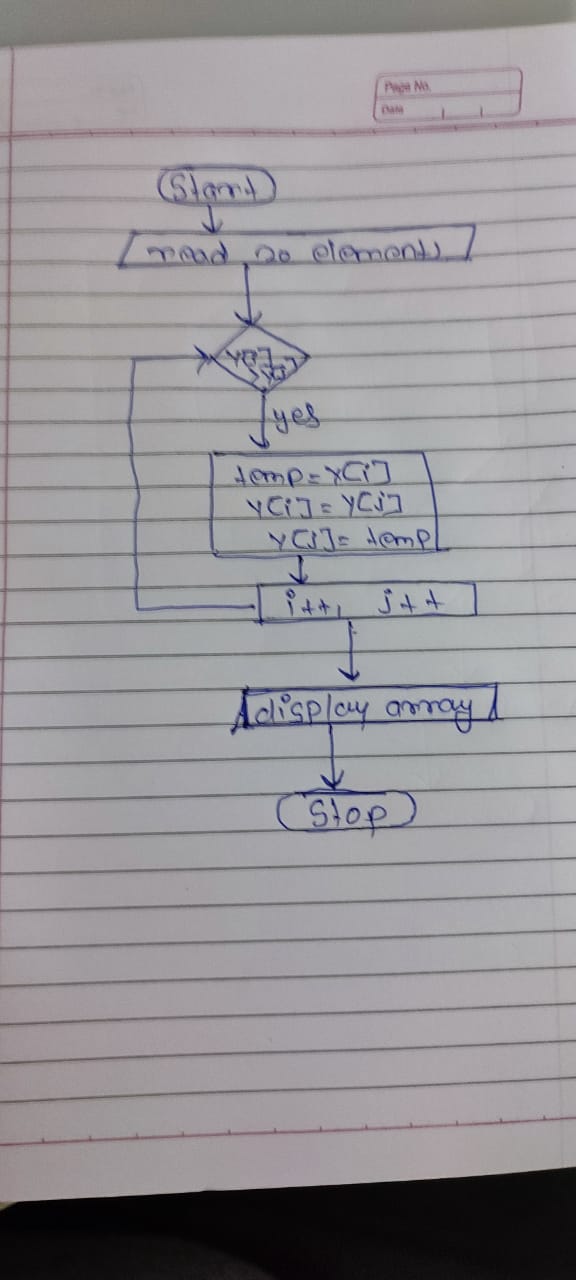 Page No.
Date
Start
read 20 elements
yes
temp=Y[i]
Y[i]=Y[j]
Y[j]= temp
i++, j++
display array
Stop